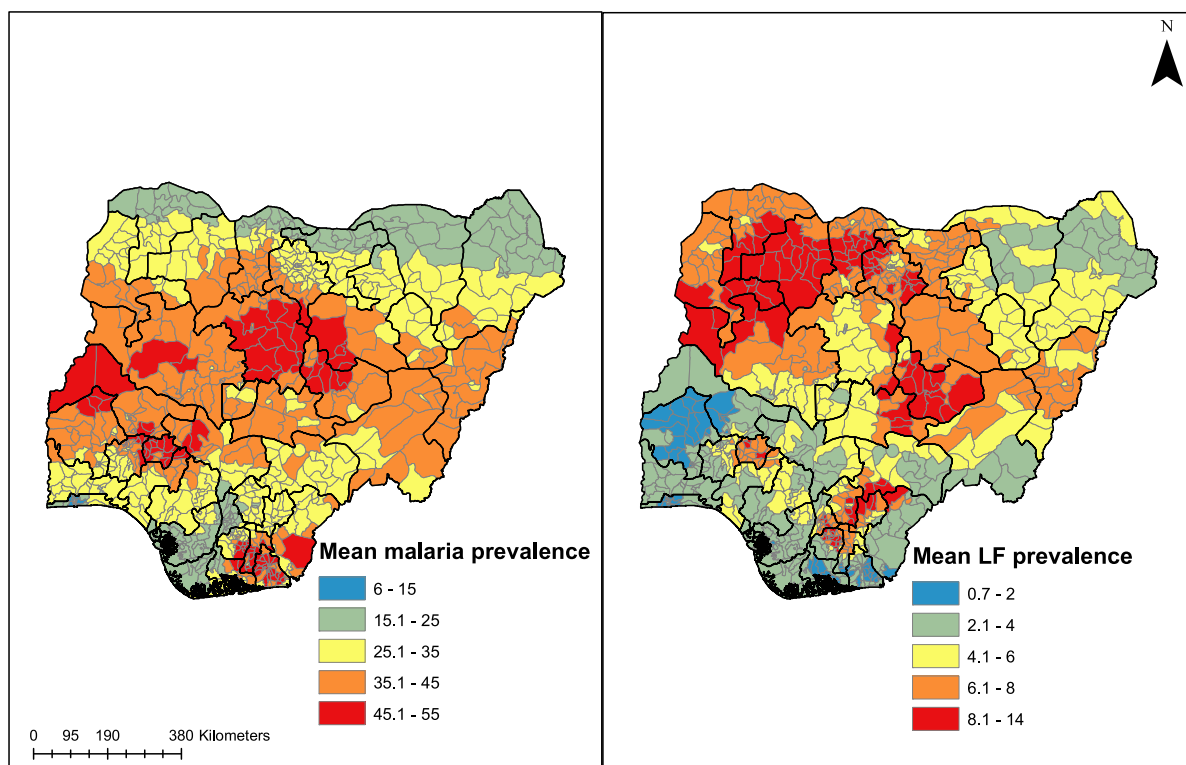 N
Mean malaria prevalence
6 - 15
15.1 - 25
25.1 - 35
35.1 - 45
45.1 - 55
0 95 190 380 Kilometers
Mean LF prevalence
0.7 - 2
2.1 - 4
4.1 - 6
6.1 - 8
8.1 - 14